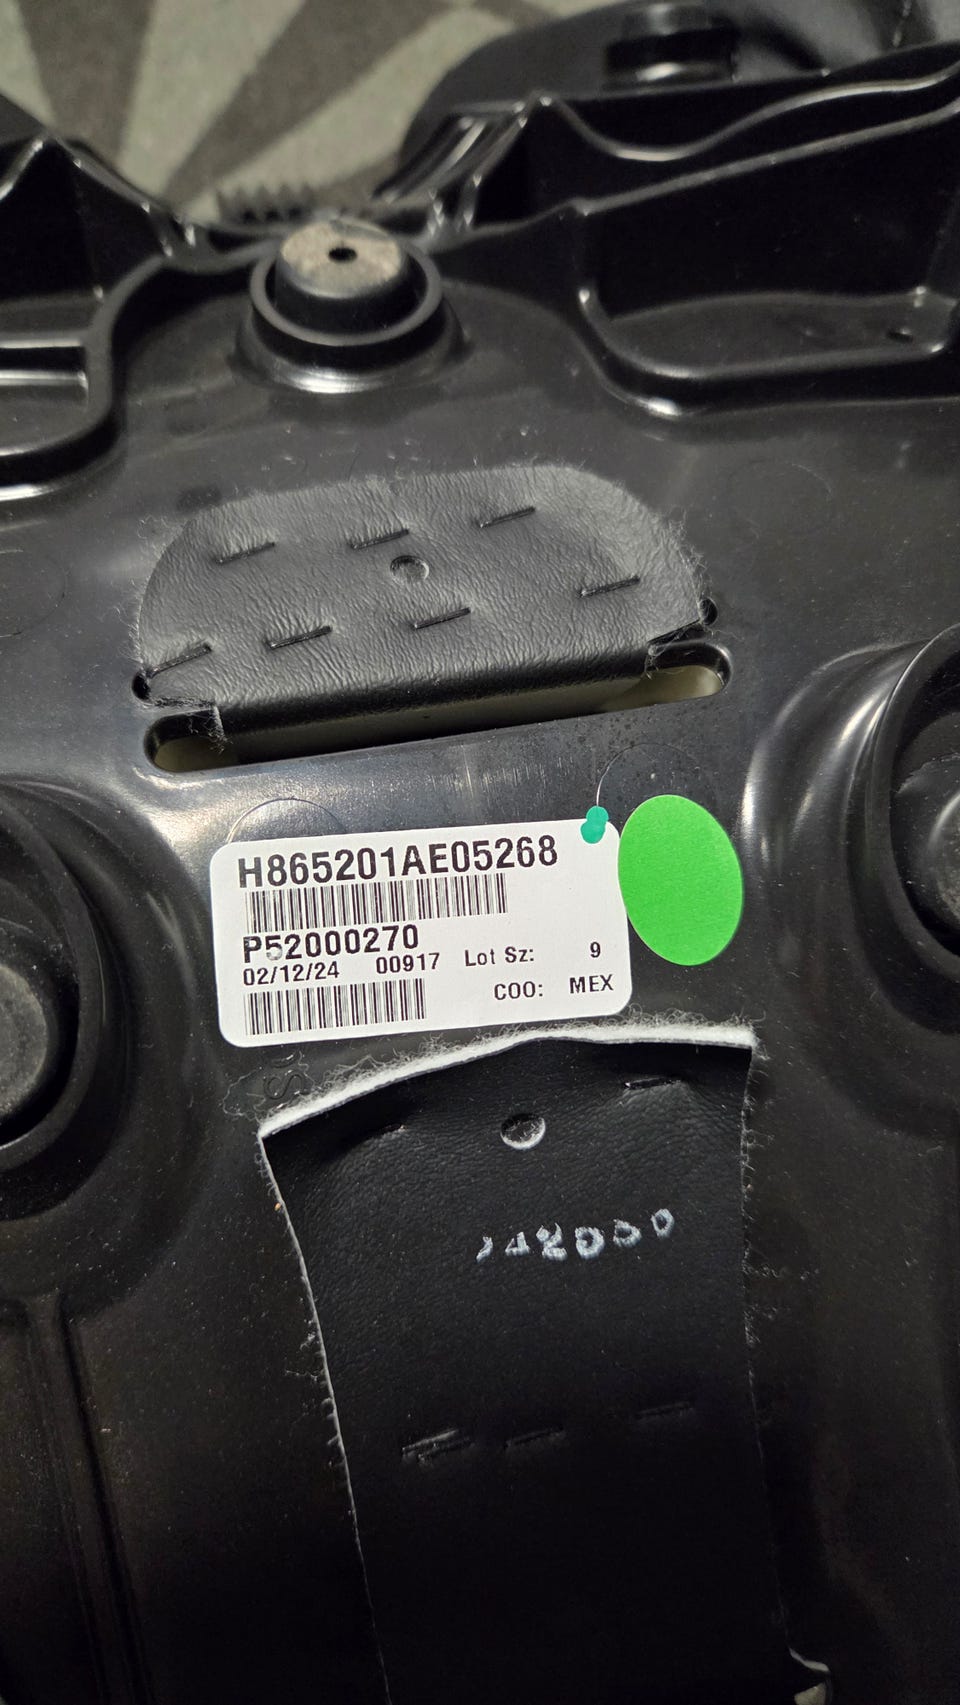 H865201AE05268
P52000270
02/12/24 00917 Lot Sz: 9
COO: MEX